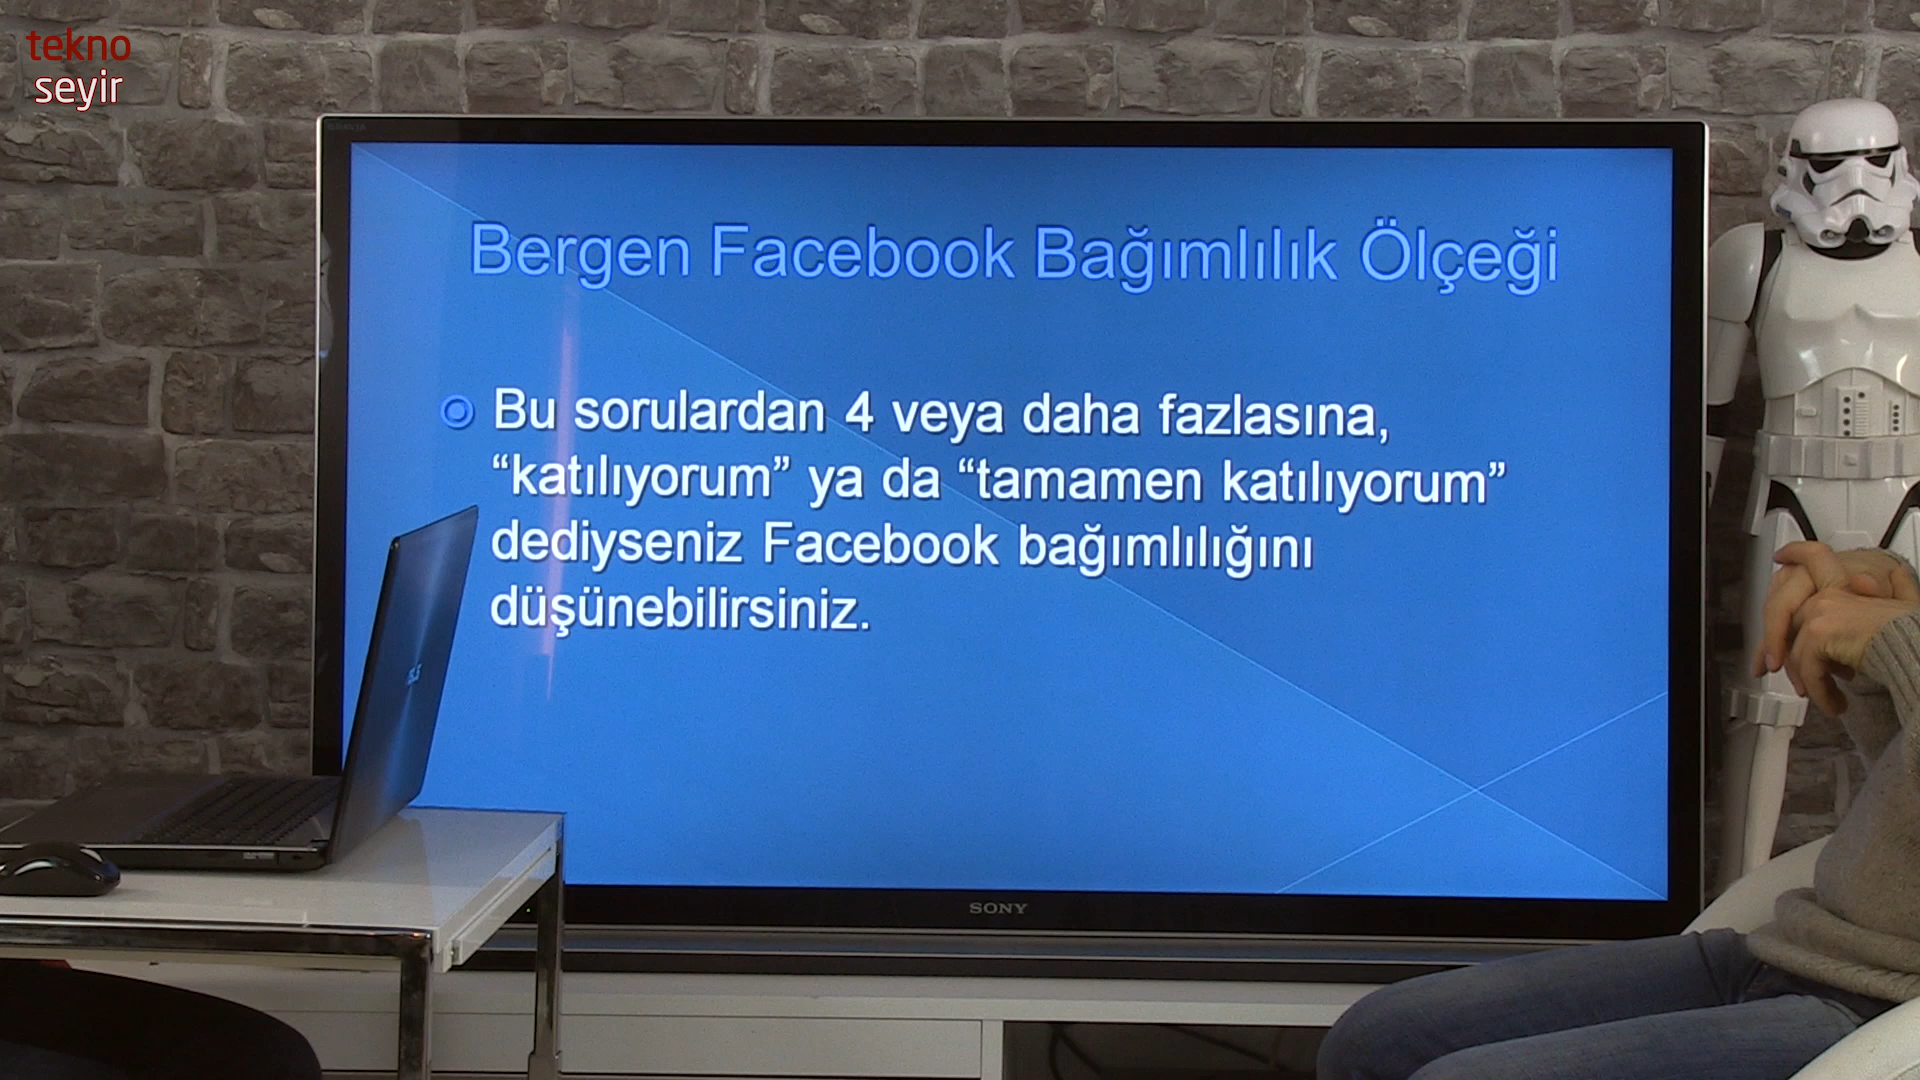 tekno
seyir
Bergen Facebook Bağımlılık Ölçeği
Bu sorulardan 4 veya daha fazlasına,
“katılıyorum” ya da “tamamen katılıyorum”
dediyseniz Facebook bağımlılığını
düşünebilirsiniz.
SONY